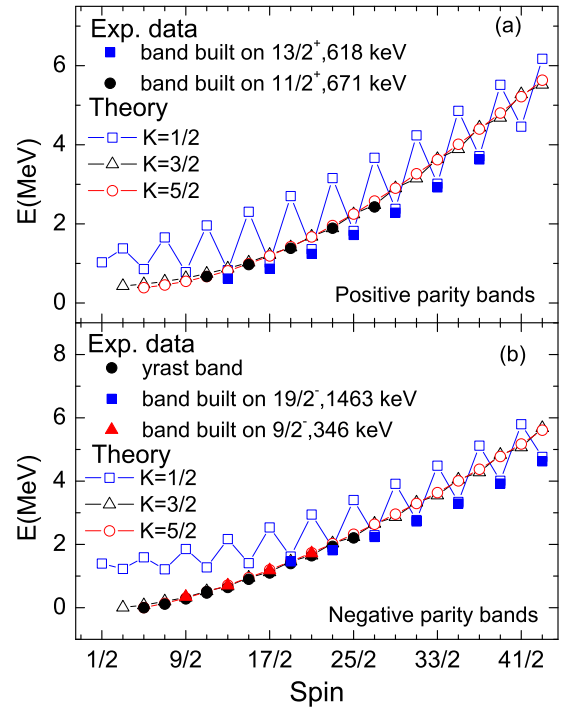 (a)
Exp. data
band built on 13/2⁺,618 keV
band built on 11/2⁺,671 keV
Theory
K=1/2
K=3/2
K=5/2
6
4
2
0
E(MeV)
Positive parity bands
(b)
Exp. data
yrast band
band built on 19/2⁻,1463 keV
band built on 9/2⁻,346 keV
Theory
K=1/2
K=3/2
K=5/2
8
6
4
2
0
E(MeV)
Negative parity bands
1/2 9/2 17/2 25/2 33/2 41/2
Spin